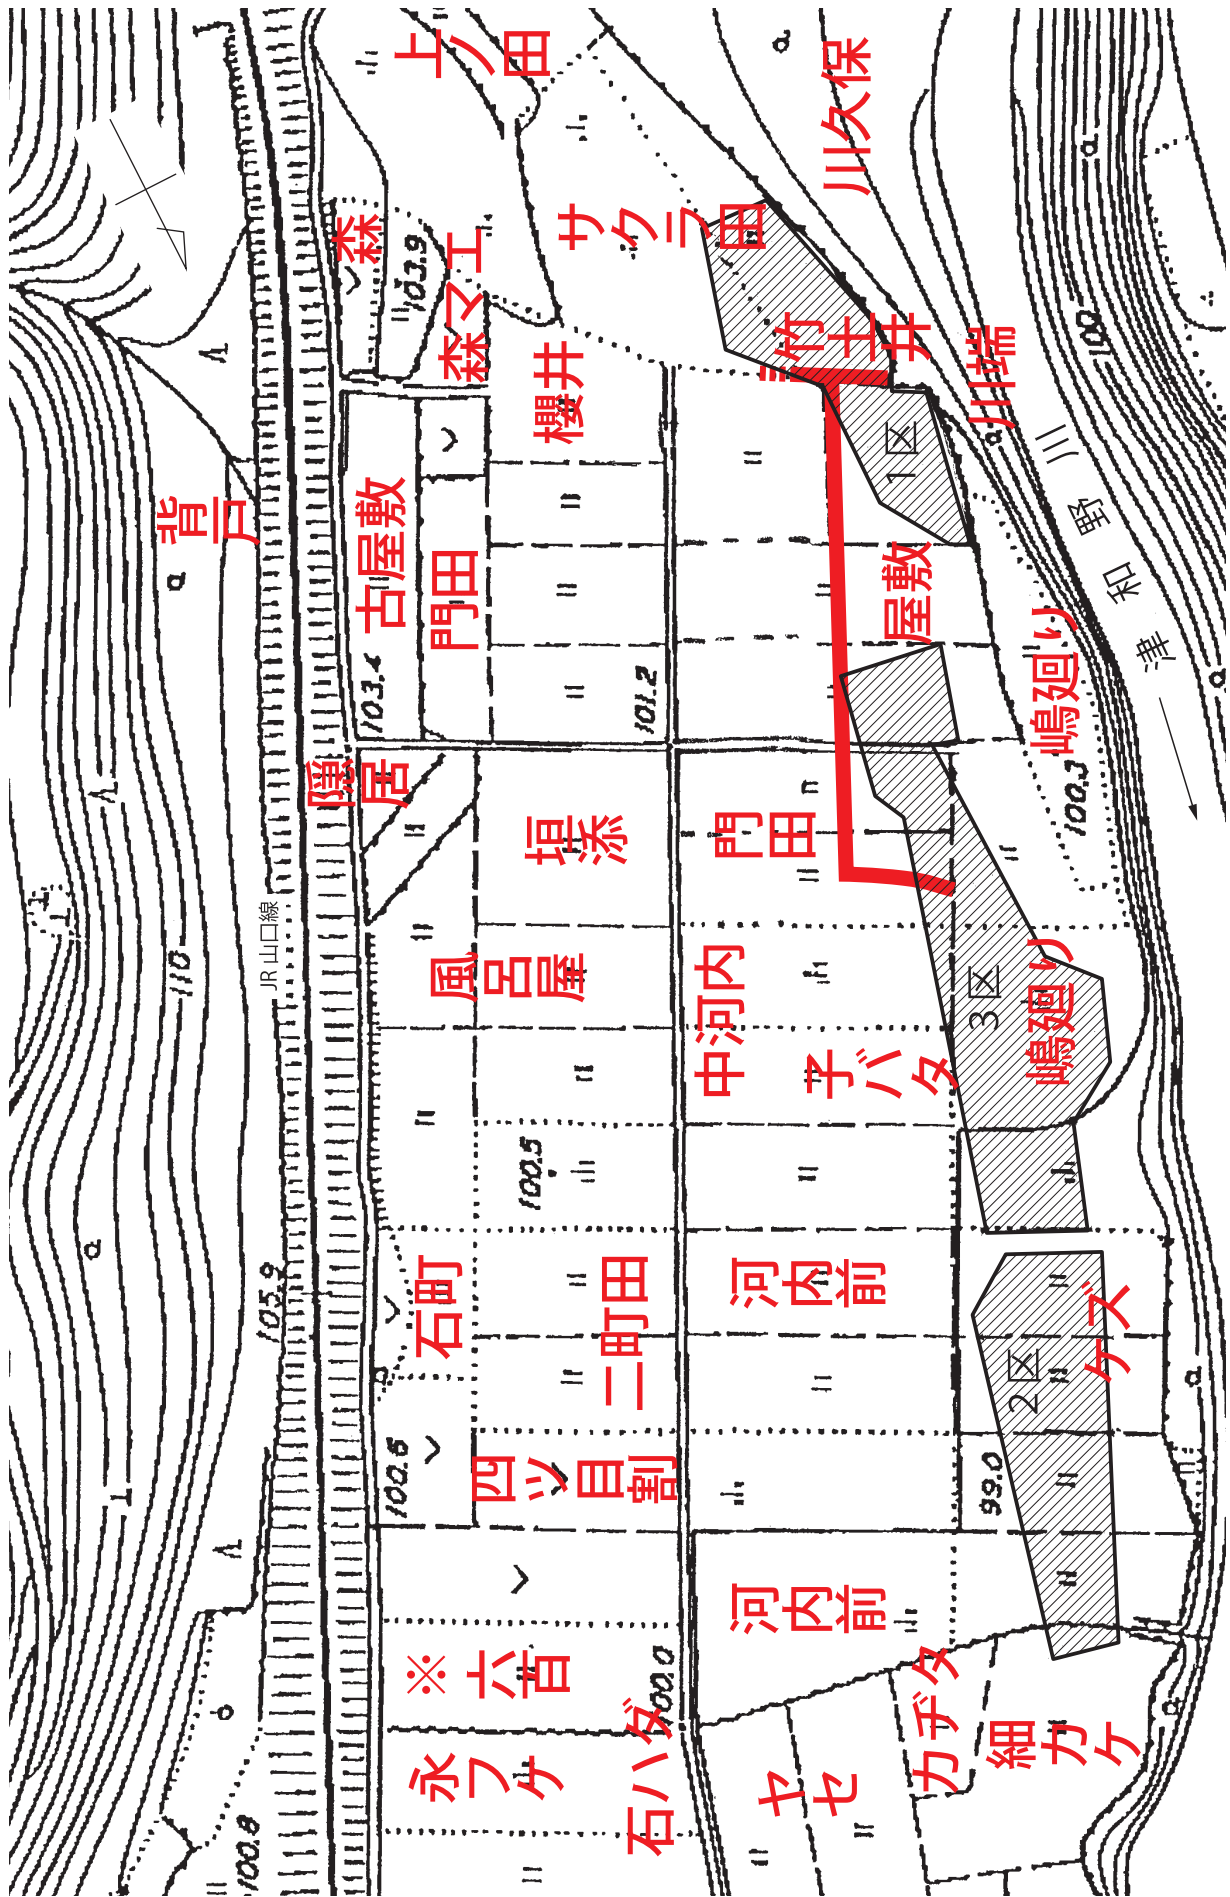 上ノ田
川久保
森
103.9
森マエ
サクラ田
竹土井
川端
櫻井
背戸
古屋敷
門田
1区
屋敷
津和野川
嶋廻り
103.4
101.2
100
隠居
垣添
門田
100.3
110
JR山口線
風呂屋
中河内
子バタ
3区
嶋廻り
100.5
105.9
石町
二町田
河内前
ゲズ
2区
100.6
四ツ目割
99.0
※六百
河内前
100.0
永フケ
石ハダ
ヤセ
カヂタ
細カケ
100.8